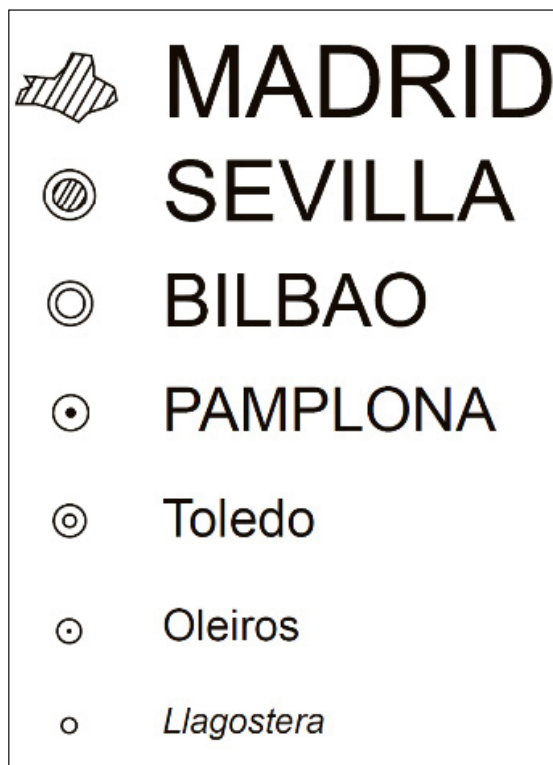 MADRID
SEVILLA
BILBAO
PAMPLONA
Toledo
Oleiros
Llagostera